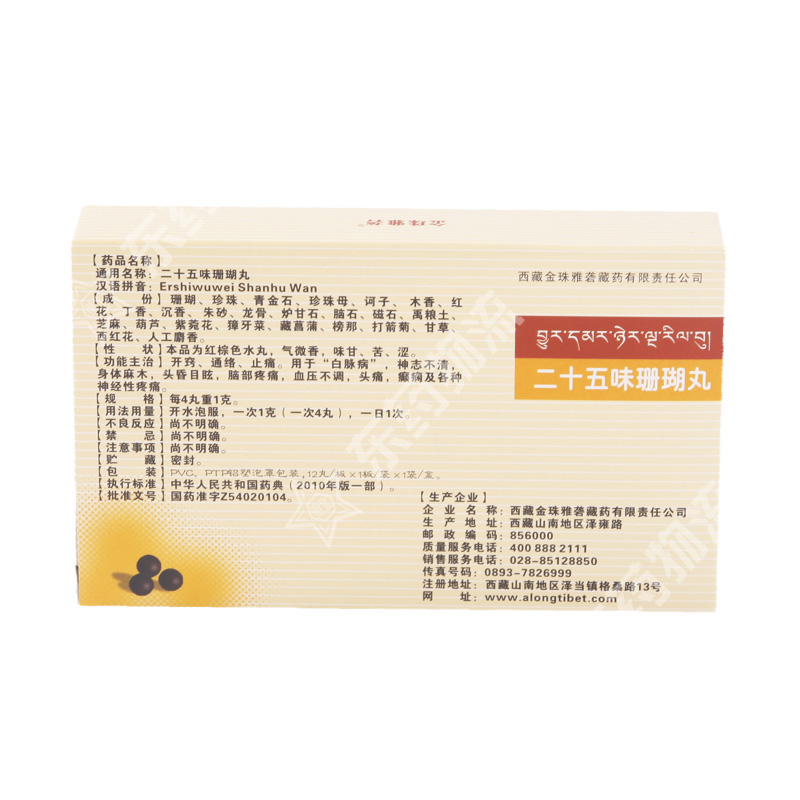 金珠雅砻
【药品名称】
通用名称：二十五味珊瑚丸
汉语拼音：Ershiwuwei Shanhu Wan
【成 份】珊瑚、珍珠、青金石、珍珠母、诃子、木香、红
花、丁香、沉香、朱砂、龙骨、炉甘石、脑石、磁石、禹粮土、
芝麻、葫芦、紫菀花、獐牙菜、藏菖蒲、榜那、打箭菊、甘草、
西红花、人工麝香。
【性 状】本品为红棕色水丸，气微香，味甘、苦、涩。
【功能主治】开窍、通络、止痛。用于“白脉病”，神志不清，
身体麻木，头昏目眩，脑部疼痛，血压不调，头痛，癫痫及各种
神经性疼痛。
【规 格】每4丸重1克。
【用法用量】开水泡服，一次1克（一次4丸），一日1次。
【不良反应】尚不明确。
【禁 忌】尚不明确。
【注意事项】尚不明确。
【贮 藏】密封。
【包 装】PVC、PTP铝塑泡罩包装，12丸/板×1板/袋×1袋/盒。
【执行标准】中华人民共和国药典（2010年版一部）。
【批准文号】国药准字Z54020104。
西藏金珠雅砻藏药有限责任公司
བྱུར་དམར་ཉེར་ལྔ་རིལ་བུ།
二十五味珊瑚丸
【生产企业】
企业名称：西藏金珠雅砻藏药有限责任公司
生产地址：西藏山南地区泽雍路
邮政编码：856000
质量服务电话：400 888 2111
销售服务电话：028-85128850
传真号码：0893-7826999
注册地址：西藏山南地区泽当镇格桑路13号
网 址：www.alongtibet.com
东药物流
东药物流
东药物流